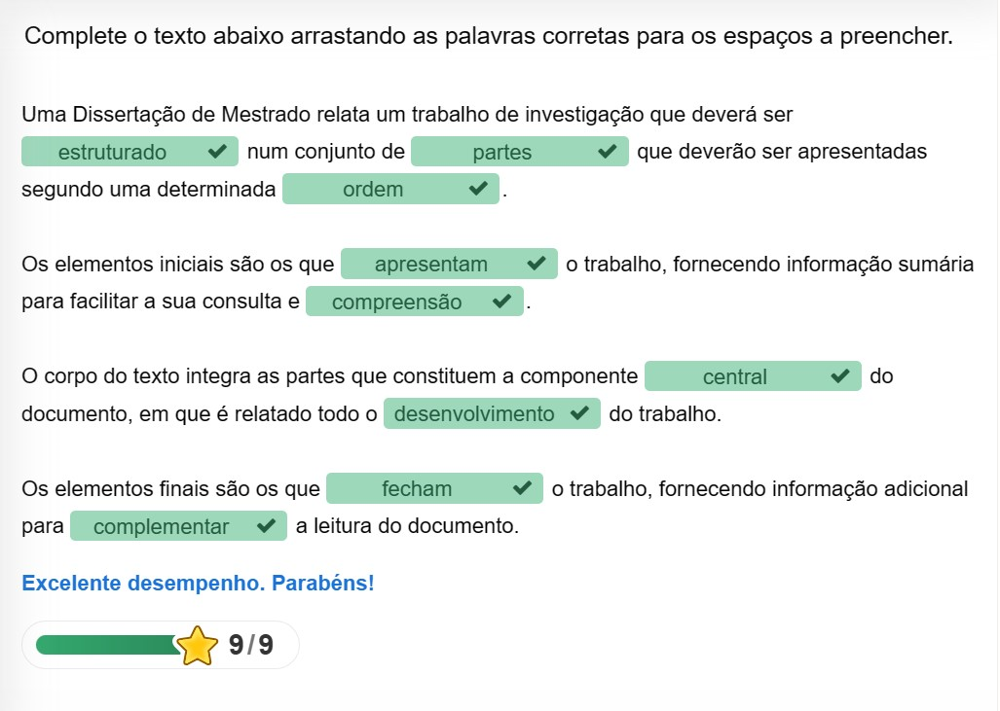 Complete o texto abaixo arrastando as palavras corretas para os espaços a preencher.
Uma Dissertação de Mestrado relata um trabalho de investigação que deverá ser
estruturado ✔ num conjunto de partes ✔ que deverão ser apresentadas
segundo uma determinada ordem ✔ .
Os elementos iniciais são os que apresentam ✔ o trabalho, fornecendo informação sumária
para facilitar a sua consulta e compreensão ✔ .
O corpo do texto integra as partes que constituem a componente central ✔ do
documento, em que é relatado todo o desenvolvimento ✔ do trabalho.
Os elementos finais são os que fecham ✔ o trabalho, fornecendo informação adicional
para complementar ✔ a leitura do documento.
Excelente desempenho. Parabéns!
9/9